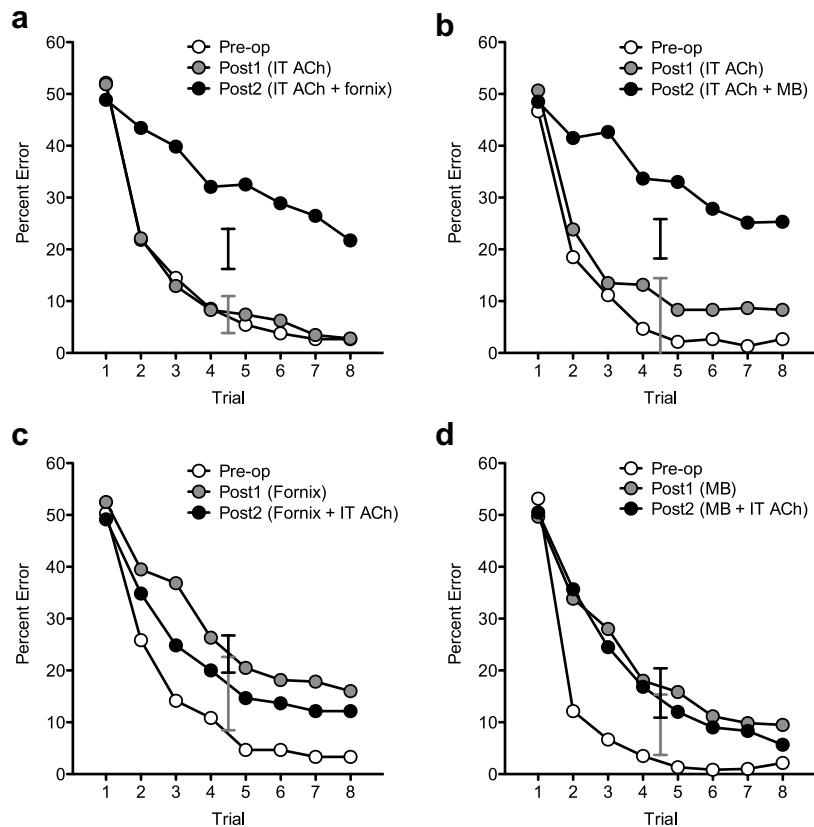 a
60
50
40
30
20
10
0
Percent Error
Pre-op
Post1 (IT ACh)
Post2 (IT ACh + fornix)
1 2 3 4 5 6 7 8
Trial
b
60
50
40
30
20
10
0
Percent Error
Pre-op
Post1 (IT ACh)
Post2 (IT ACh + MB)
1 2 3 4 5 6 7 8
Trial
c
60
50
40
30
20
10
0
Percent Error
Pre-op
Post1 (Fornix)
Post2 (Fornix + IT ACh)
1 2 3 4 5 6 7 8
Trial
d
60
50
40
30
20
10
0
Percent Error
Pre-op
Post1 (MB)
Post2 (MB + IT ACh)
1 2 3 4 5 6 7 8
Trial